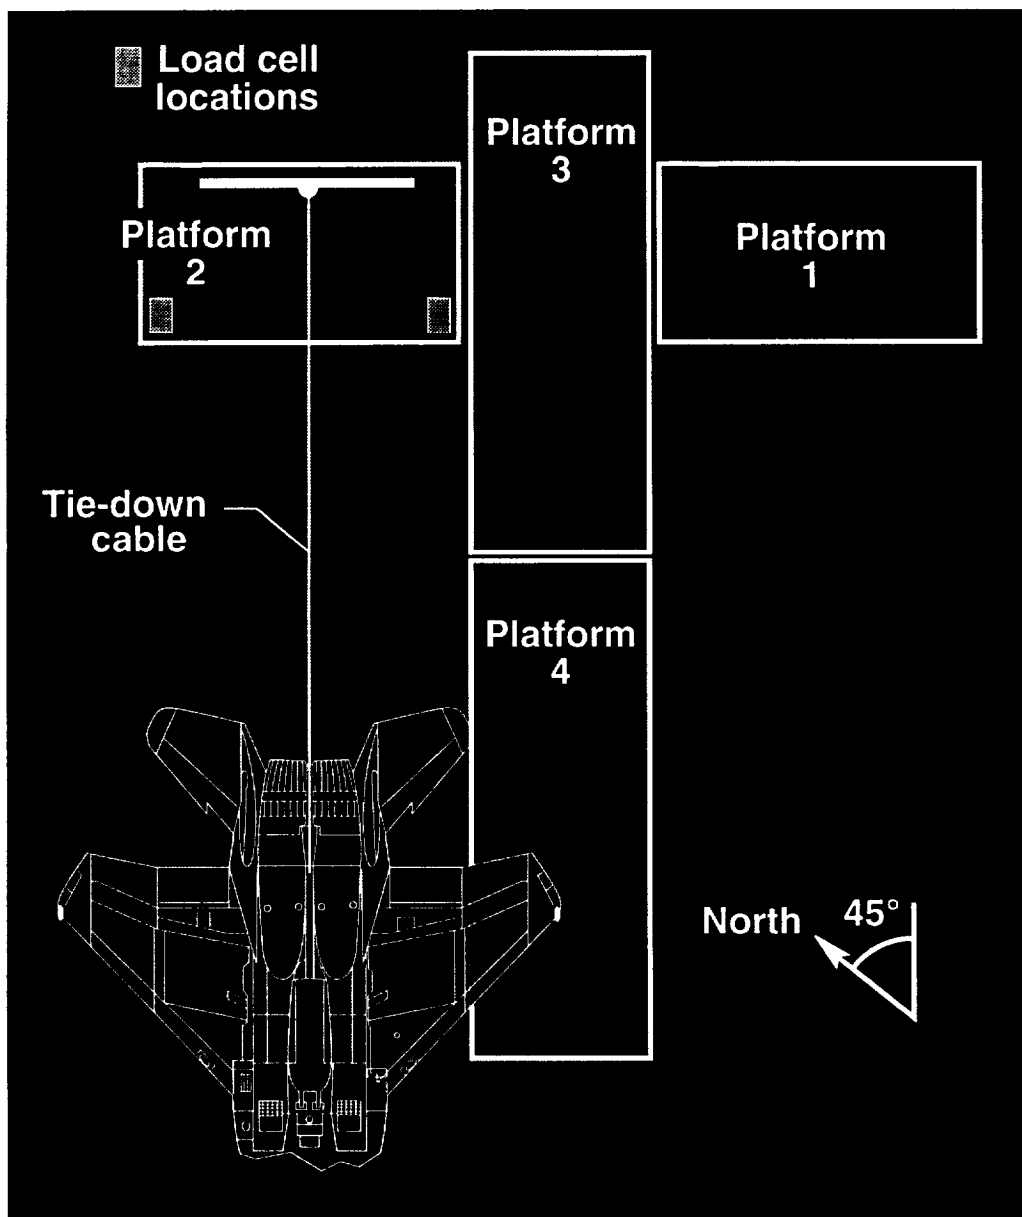 Load cell
locations
Platform
3
Platform
2
Platform
1
Tie-down
cable
Platform
4
North
45°